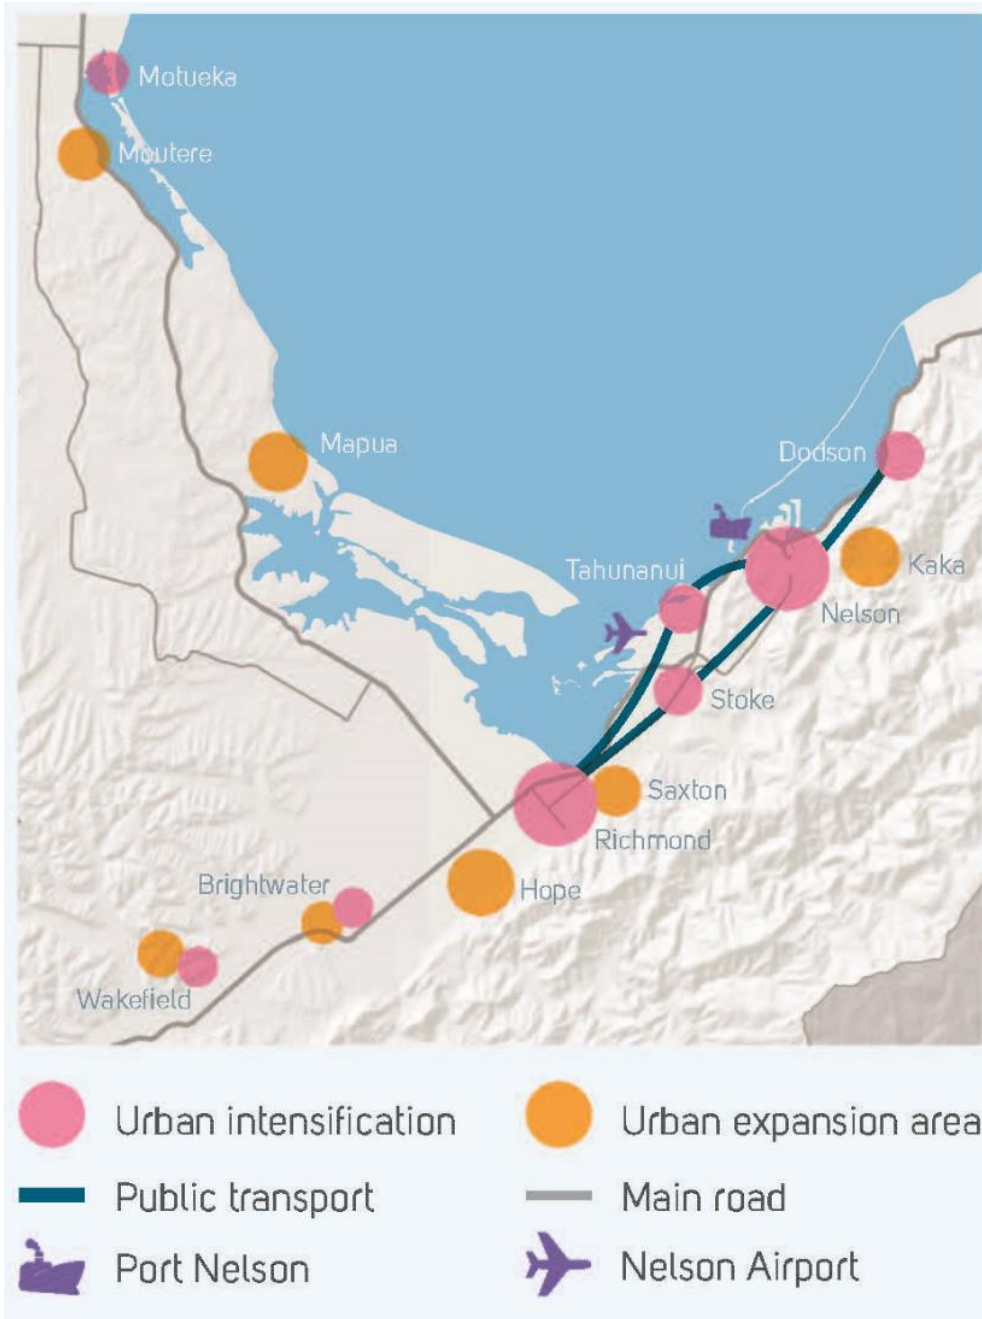 Motueka
Moutere
Mapua
Dodson
Tahunanui
Kaka
Nelson
Stoke
Saxton
Richmond
Brightwater
Hope
Wakefield
Urban intensification
Urban expansion area
Public transport
Main road
Port Nelson
Nelson Airport